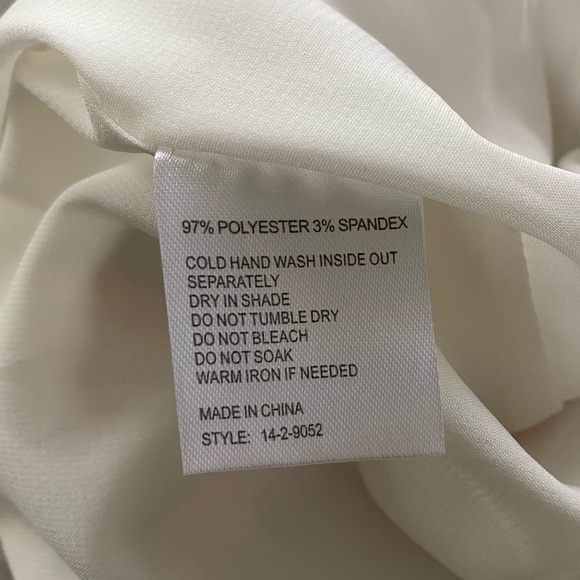 97% POLYESTER 3% SPANDEX
COLD HAND WASH INSIDE OUT
SEPARATELY
DRY IN SHADE
DO NOT TUMBLE DRY
DO NOT BLEACH
DO NOT SOAK
WARM IRON IF NEEDED
MADE IN CHINA
STYLE: 14-2-9052